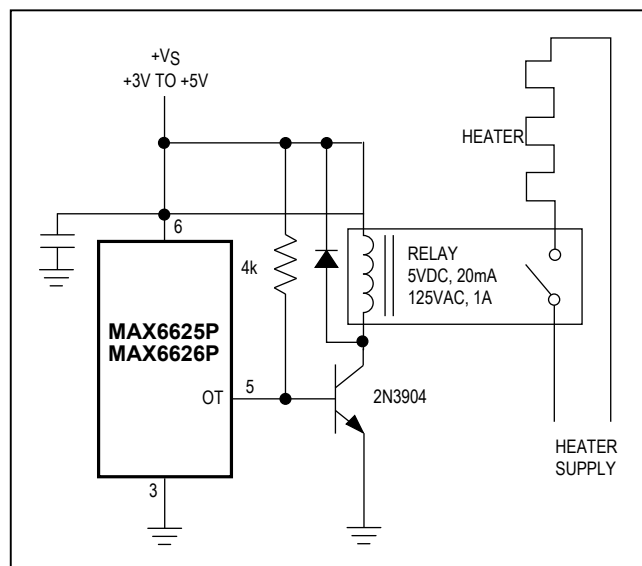 +VS
+3V TO +5V
HEATER
6
4k
RELAY
5VDC, 20mA
125VAC, 1A
MAX6625P
MAX6626P
OT
5
2N3904
3
HEATER
SUPPLY